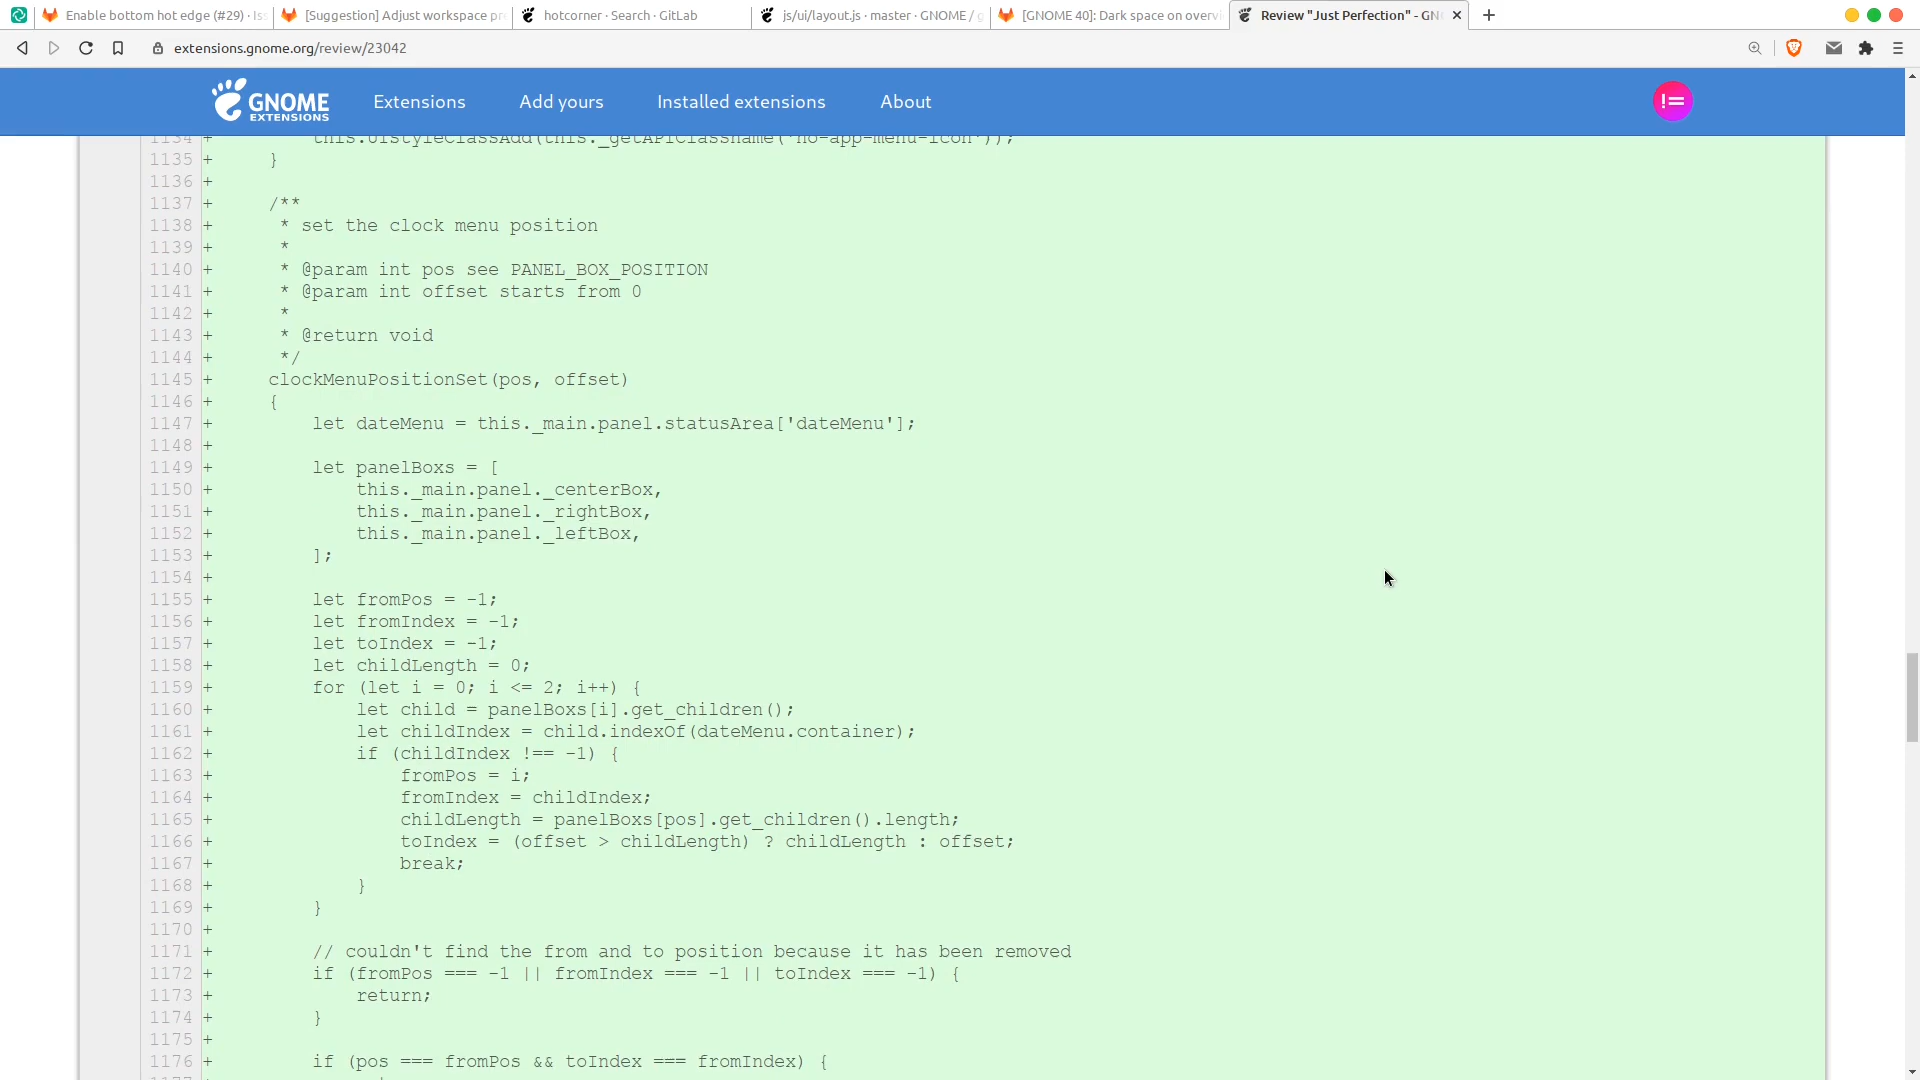 Enable bottom hot edge (#29) · Iss
[Suggestion] Adjust workspace pr
hotcorner · Search · GitLab
js/ui/layout.js · master · GNOME / g
[GNOME 40]: Dark space on overvi
Review "Just Perfection" - GN
extensions.gnome.org/review/23042
GNOME EXTENSIONS
Extensions
Add yours
Installed extensions
About
!=
1134 + this.UIStyleClassAdd(this._getAPIClassname('no-app-menu-icon'));
1135 + }
1136 +
1137 + /**
1138 + * set the clock menu position
1139 + *
1140 + * @param int pos see PANEL_BOX_POSITION
1141 + * @param int offset starts from 0
1142 + *
1143 + * @return void
1144 + */
1145 + clockMenuPositionSet(pos, offset)
1146 + {
1147 + let dateMenu = this._main.panel.statusArea['dateMenu'];
1148 +
1149 + let panelBoxs = [
1150 + this._main.panel._centerBox,
1151 + this._main.panel._rightBox,
1152 + this._main.panel._leftBox,
1153 + ];
1154 +
1155 + let fromPos = -1;
1156 + let fromIndex = -1;
1157 + let toIndex = -1;
1158 + let childLength = 0;
1159 + for (let i = 0; i <= 2; i++) {
1160 + let child = panelBoxs[i].get_children();
1161 + let childIndex = child.indexOf(dateMenu.container);
1162 + if (childIndex !== -1) {
1163 + fromPos = i;
1164 + fromIndex = childIndex;
1165 + childLength = panelBoxs[pos].get_children().length;
1166 + toIndex = (offset > childLength) ? childLength : offset;
1167 + break;
1168 + }
1169 + }
1170 +
1171 + // couldn't find the from and to position because it has been removed
1172 + if (fromPos === -1 || fromIndex === -1 || toIndex === -1) {
1173 + return;
1174 + }
1175 +
1176 + if (pos === fromPos && toIndex === fromIndex) {